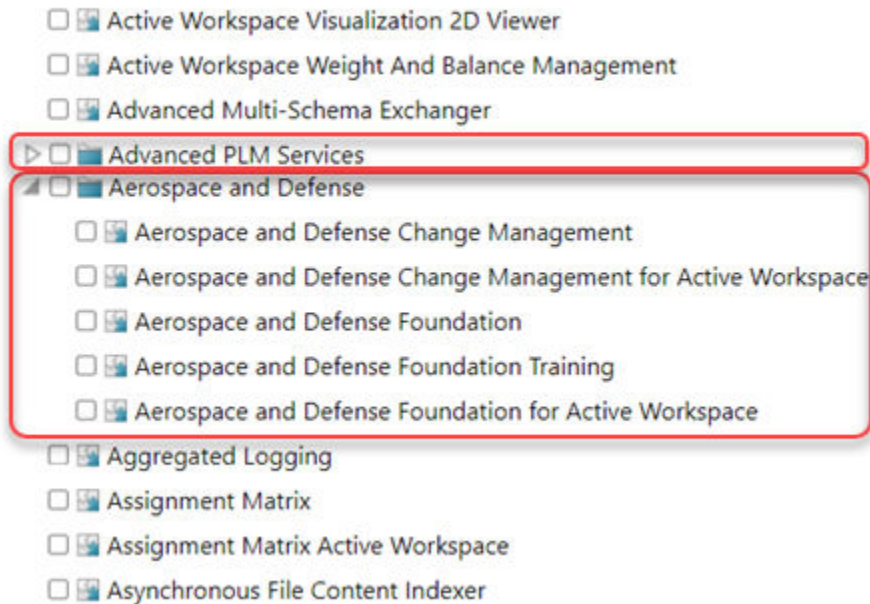 Active Workspace Visualization 2D Viewer
Active Workspace Weight And Balance Management
Advanced Multi-Schema Exchanger
Advanced PLM Services
Aerospace and Defense
Aerospace and Defense Change Management
Aerospace and Defense Change Management for Active Workspace
Aerospace and Defense Foundation
Aerospace and Defense Foundation Training
Aerospace and Defense Foundation for Active Workspace
Aggregated Logging
Assignment Matrix
Assignment Matrix Active Workspace
Asynchronous File Content Indexer